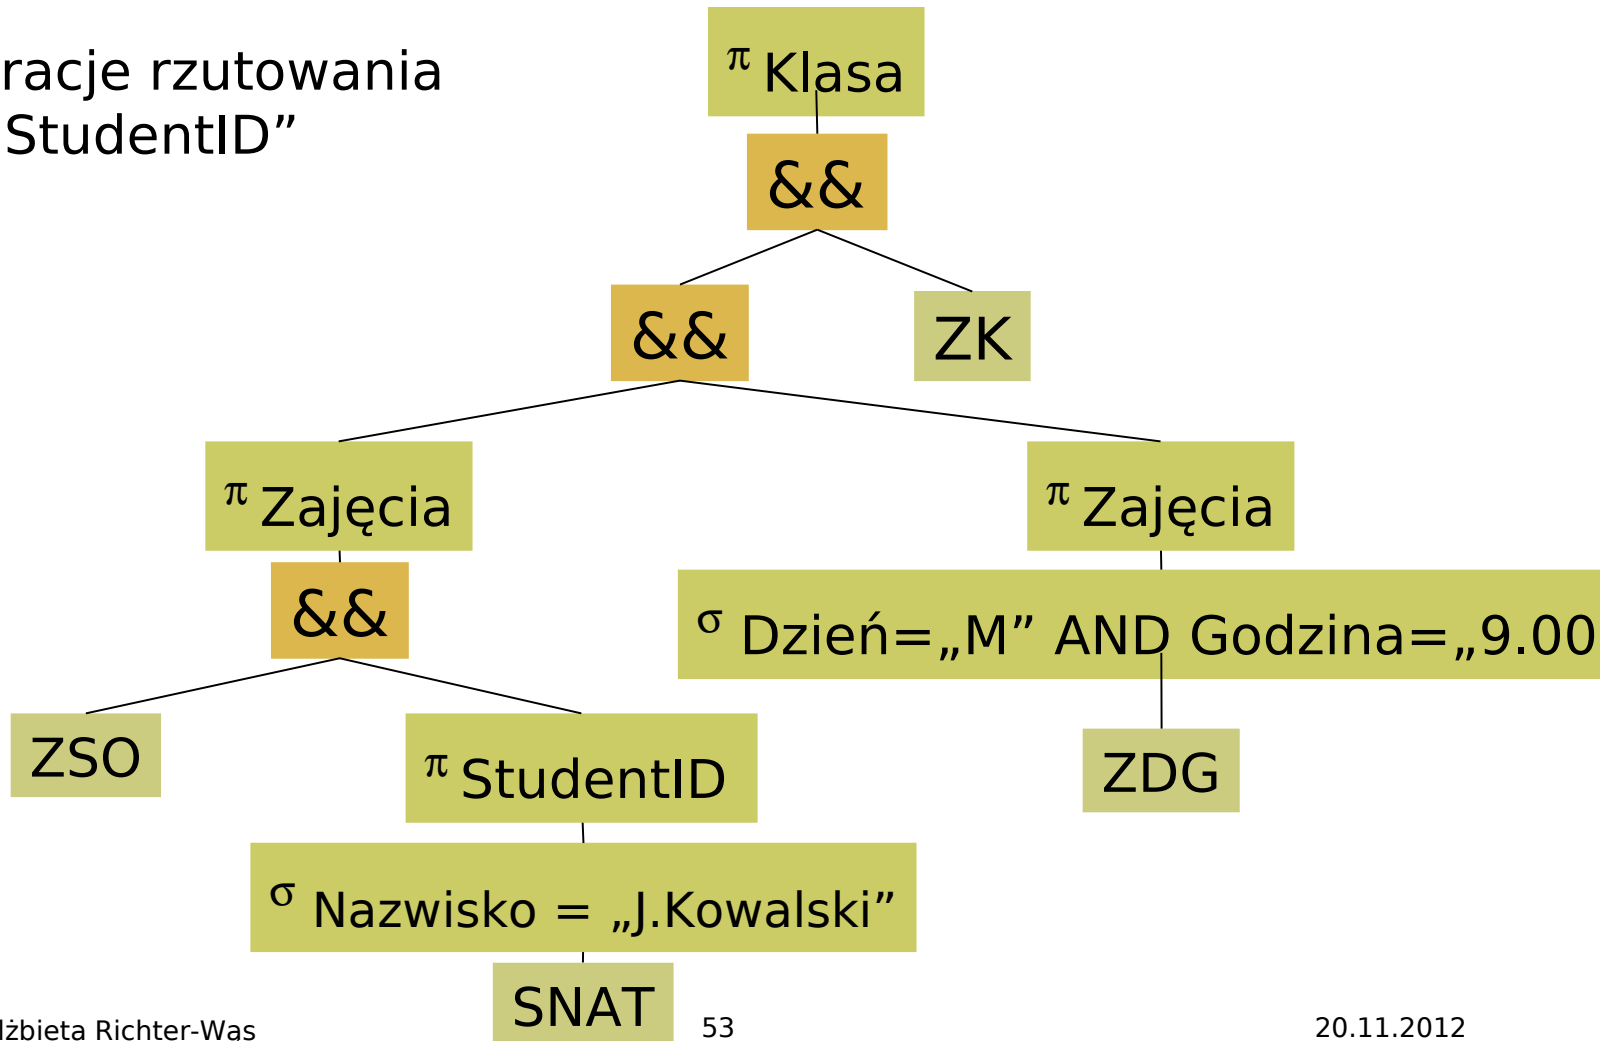 racje rzutowania
StudentID”
π Klasa
&&
&&
ZK
π Zajęcia
π Zajęcia
&&
σ Dzień=„M” AND Godzina=„9.00
ZSO
π StudentID
ZDG
σ Nazwisko = „J.Kowalski”
SNAT
lżbieta Richter-Was
53
20.11.2012